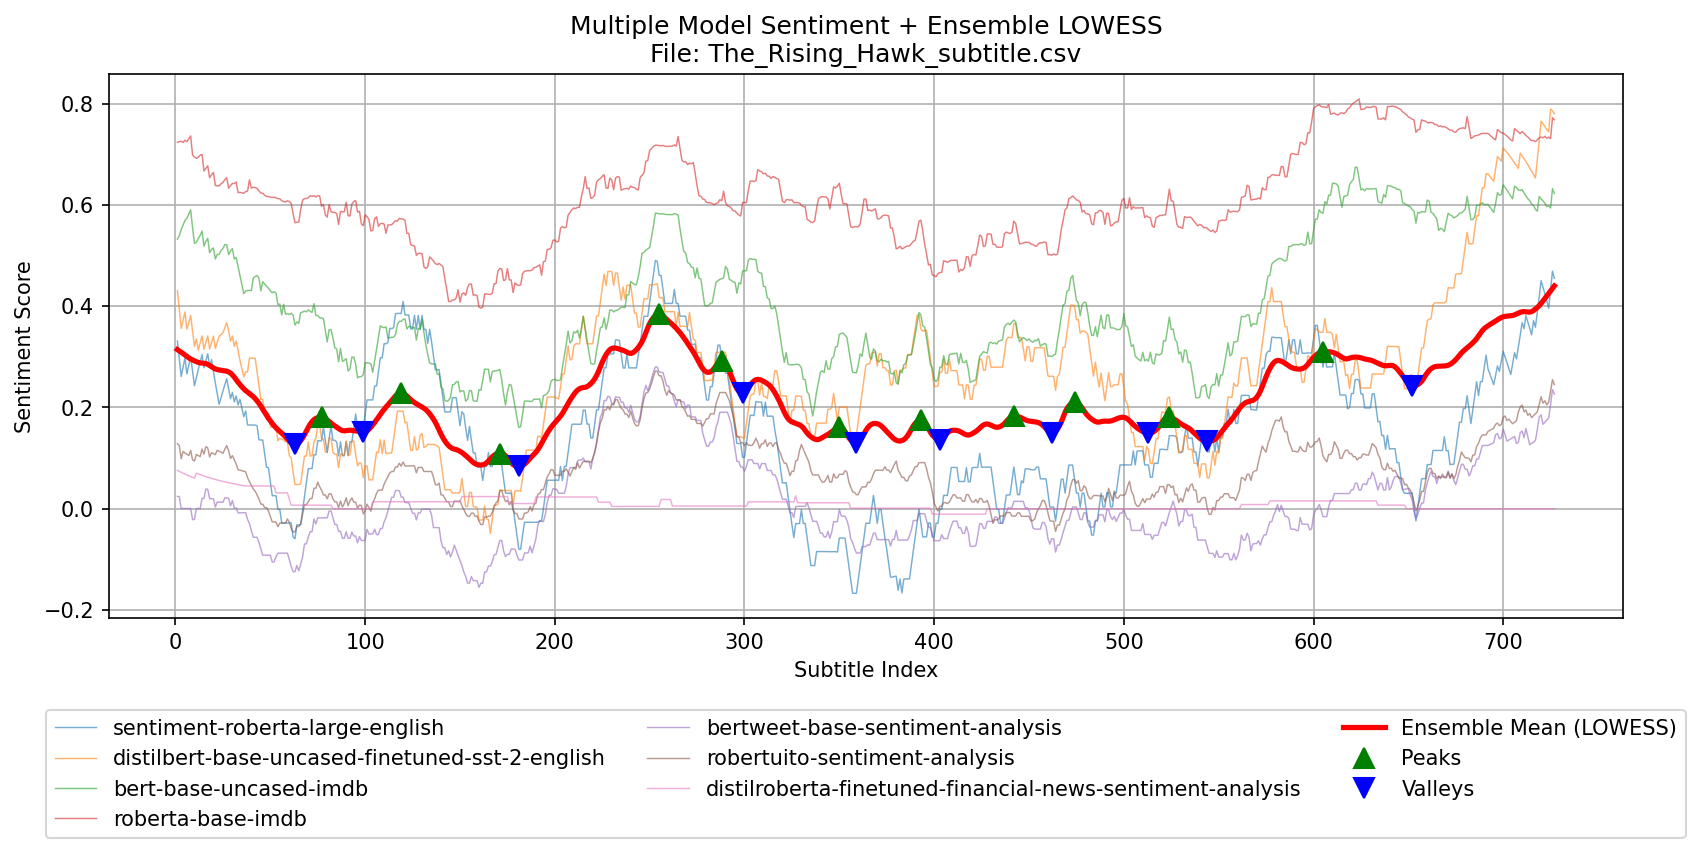 Multiple Model Sentiment + Ensemble LOWESS
File: The_Rising_Hawk_subtitle.csv
Sentiment Score
0.8
0.6
0.4
0.2
0.0
−0.2
0 100 200 300 400 500 600 700
Subtitle Index
sentiment-roberta-large-english
distilbert-base-uncased-finetuned-sst-2-english
bert-base-uncased-imdb
roberta-base-imdb
bertweet-base-sentiment-analysis
robertuito-sentiment-analysis
distilroberta-finetuned-financial-news-sentiment-analysis
Ensemble Mean (LOWESS)
Peaks
Valleys